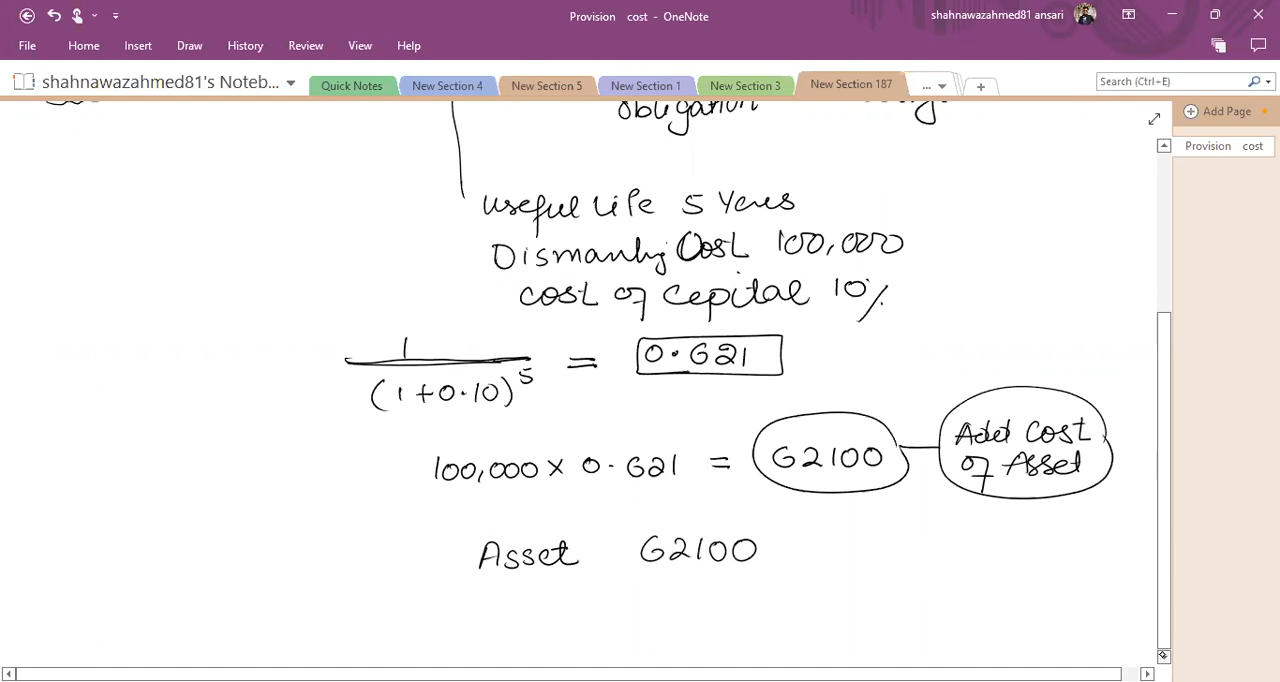 Provision cost - OneNote
shahnawazahmed81 ansari
File Home Insert Draw History Review View Help
shahnawazahmed81's Noteb...
Quick Notes
New Section 4
New Section 5
New Section 1
New Section 3
New Section 187
...
Search (Ctrl+E)
Add Page
Provision cost
obligation
useful life 5 Years
Dismantling Cost 100,000
cost of capital 10%
1
(1+0.10)^5 = 0.621
100,000 x 0.621 = 62100
Add Cost
of Asset
Asset 62100